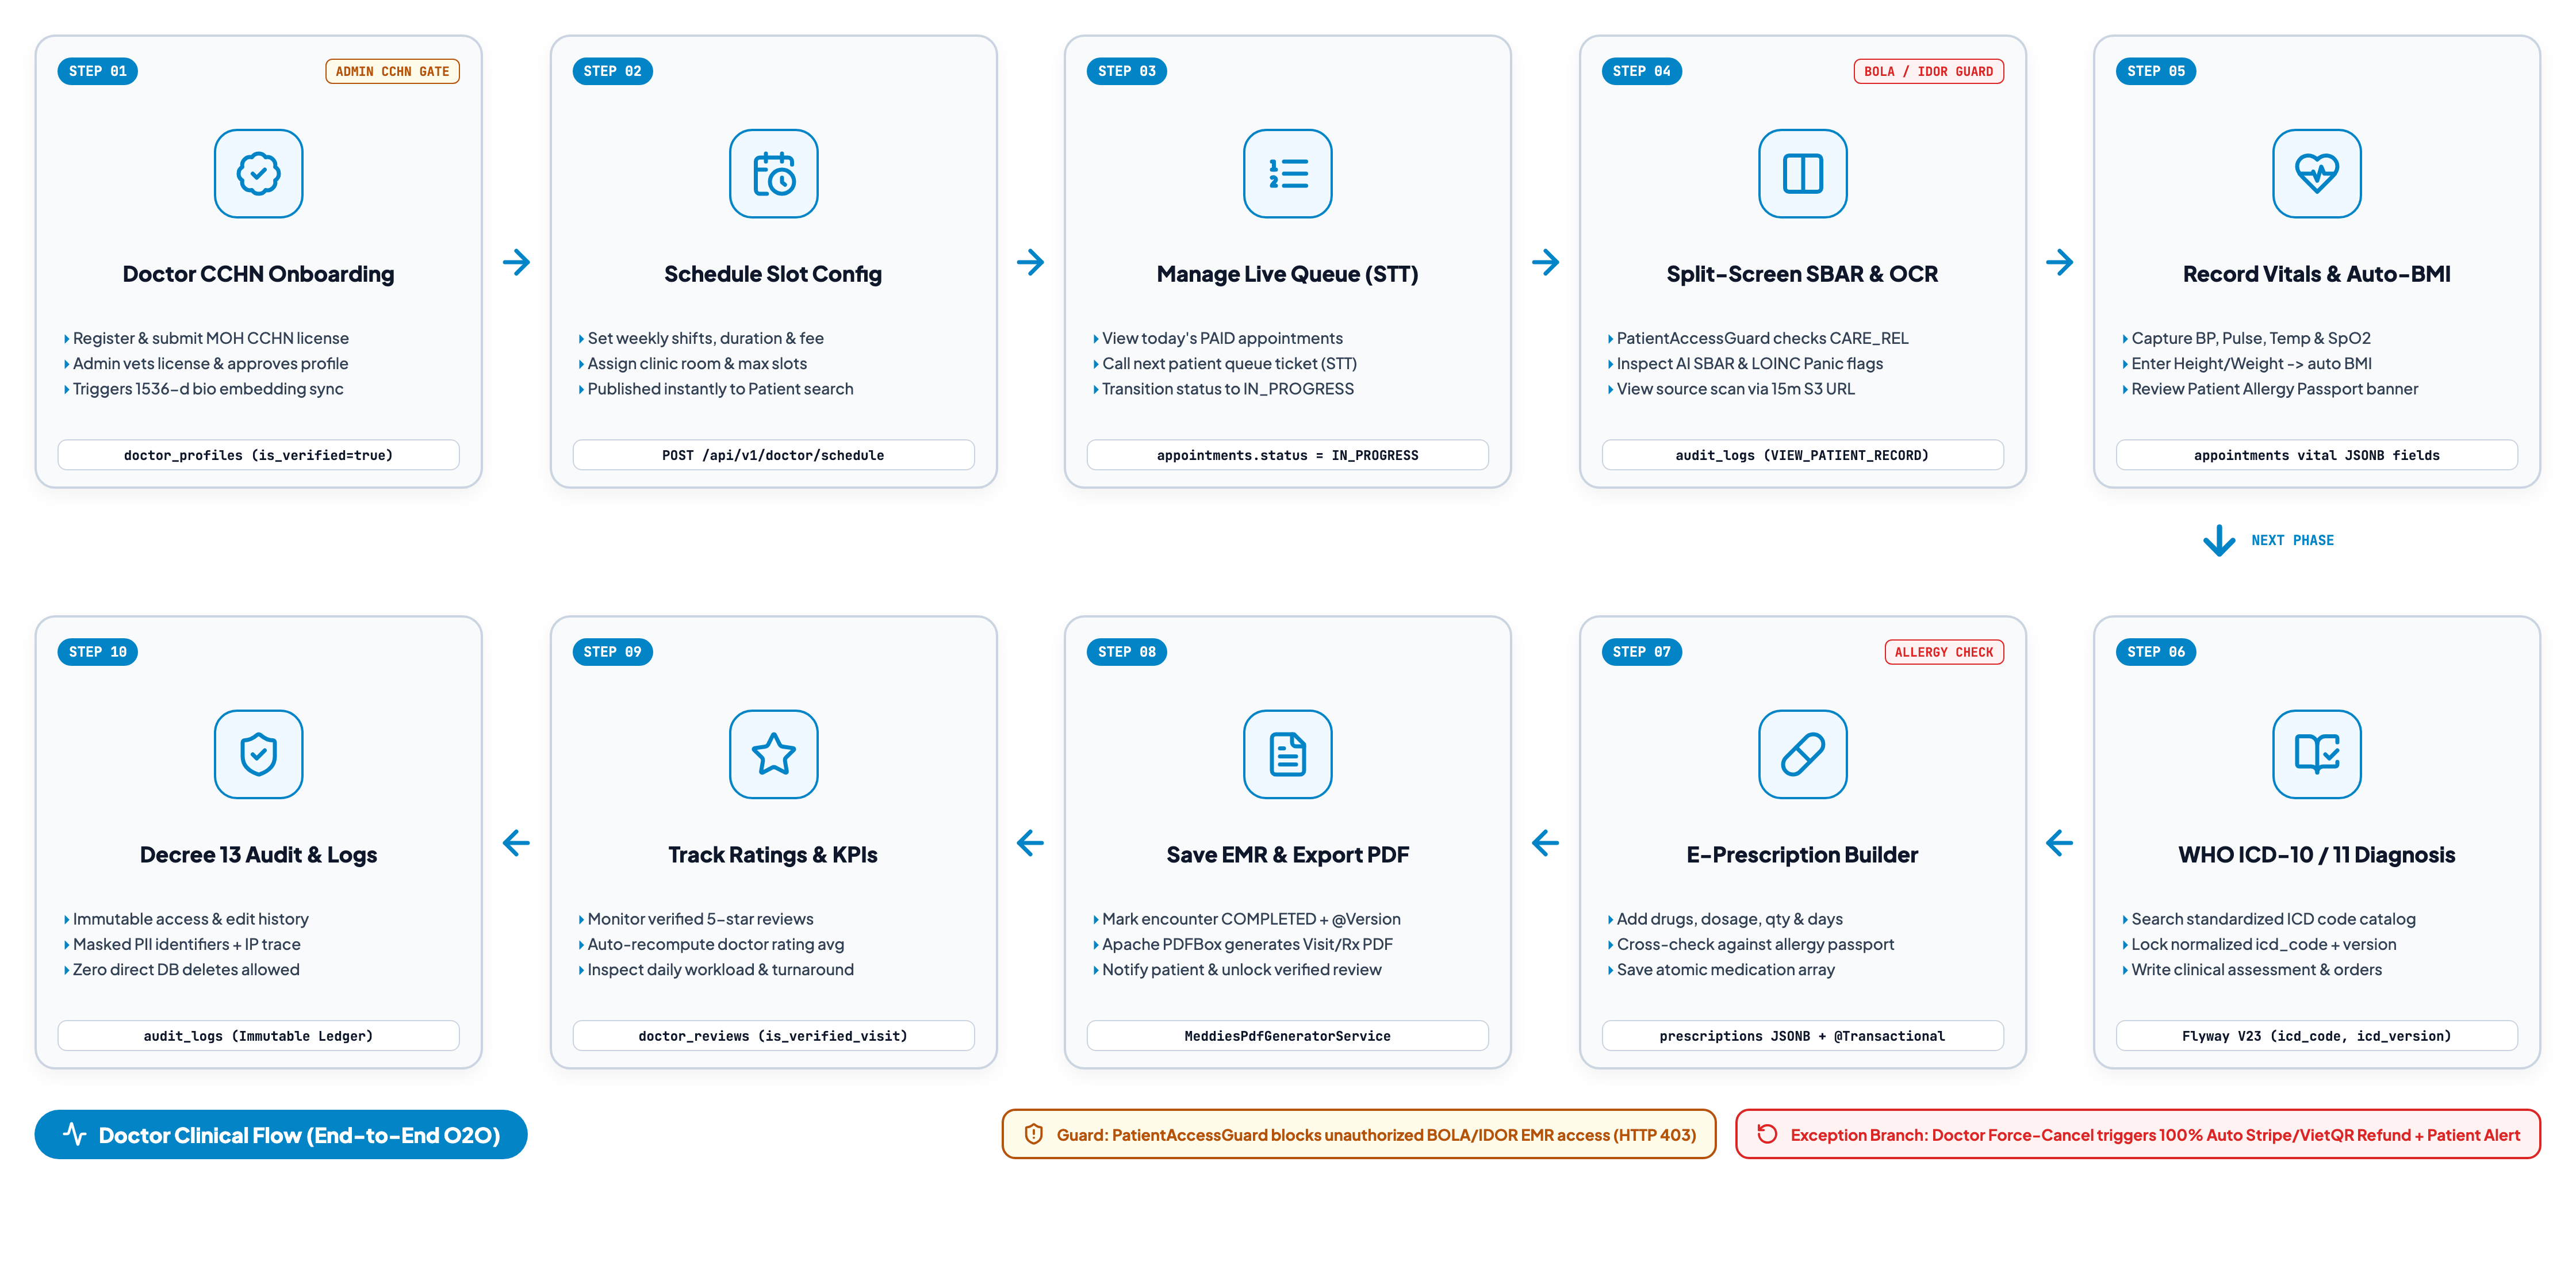 STEP 01
ADMIN CCHN GATE
Doctor CCHN Onboarding
Register & submit MOH CCHN license
Admin vets license & approves profile
Triggers 1536-d bio embedding sync
doctor_profiles (is_verified=true)
STEP 02
Schedule Slot Config
Set weekly shifts, duration & fee
Assign clinic room & max slots
Published instantly to Patient search
POST /api/v1/doctor/schedule
STEP 03
Manage Live Queue (STT)
View today's PAID appointments
Call next patient queue ticket (STT)
Transition status to IN_PROGRESS
appointments.status = IN_PROGRESS
STEP 04
BOLA / IDOR GUARD
Split-Screen SBAR & OCR
PatientAccessGuard checks CARE_REL
Inspect AI SBAR & LOINC Panic flags
View source scan via 15m S3 URL
audit_logs (VIEW_PATIENT_RECORD)
STEP 05
Record Vitals & Auto-BMI
Capture BP, Pulse, Temp & SpO2
Enter Height/Weight -> auto BMI
Review Patient Allergy Passport banner
appointments vital JSONB fields
NEXT PHASE
STEP 06
WHO ICD-10 / 11 Diagnosis
Search standardized ICD code catalog
Lock normalized icd_code + version
Write clinical assessment & orders
Flyway V23 (icd_code, icd_version)
STEP 07
ALLERGY CHECK
E-Prescription Builder
Add drugs, dosage, qty & days
Cross-check against allergy passport
Save atomic medication array
prescriptions JSONB + @Transactional
STEP 08
Save EMR & Export PDF
Mark encounter COMPLETED + @Version
Apache PDFBox generates Visit/Rx PDF
Notify patient & unlock verified review
MeddiesPdfGeneratorService
STEP 09
Track Ratings & KPIs
Monitor verified 5-star reviews
Auto-recompute doctor rating avg
Inspect daily workload & turnaround
doctor_reviews (is_verified_visit)
STEP 10
Decree 13 Audit & Logs
Immutable access & edit history
Masked PII identifiers + IP trace
Zero direct DB deletes allowed
audit_logs (Immutable Ledger)
Doctor Clinical Flow (End-to-End O2O)
Guard: PatientAccessGuard blocks unauthorized BOLA/IDOR EMR access (HTTP 403)
Exception Branch: Doctor Force-Cancel triggers 100% Auto Stripe/VietQR Refund + Patient Alert